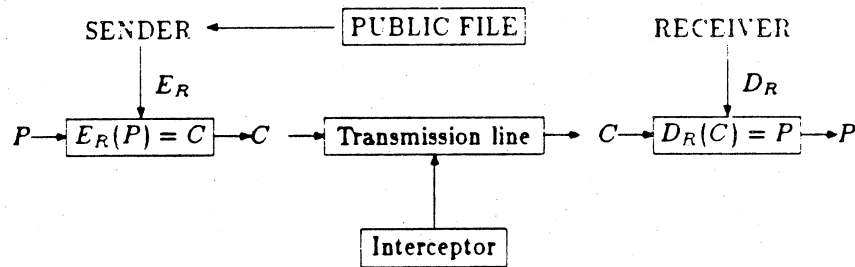 SENDER PUBLIC FILE RECEIVER
E_R D_R
P E_R(P) = C C Transmission line C D_R(C) = P P
Interceptor